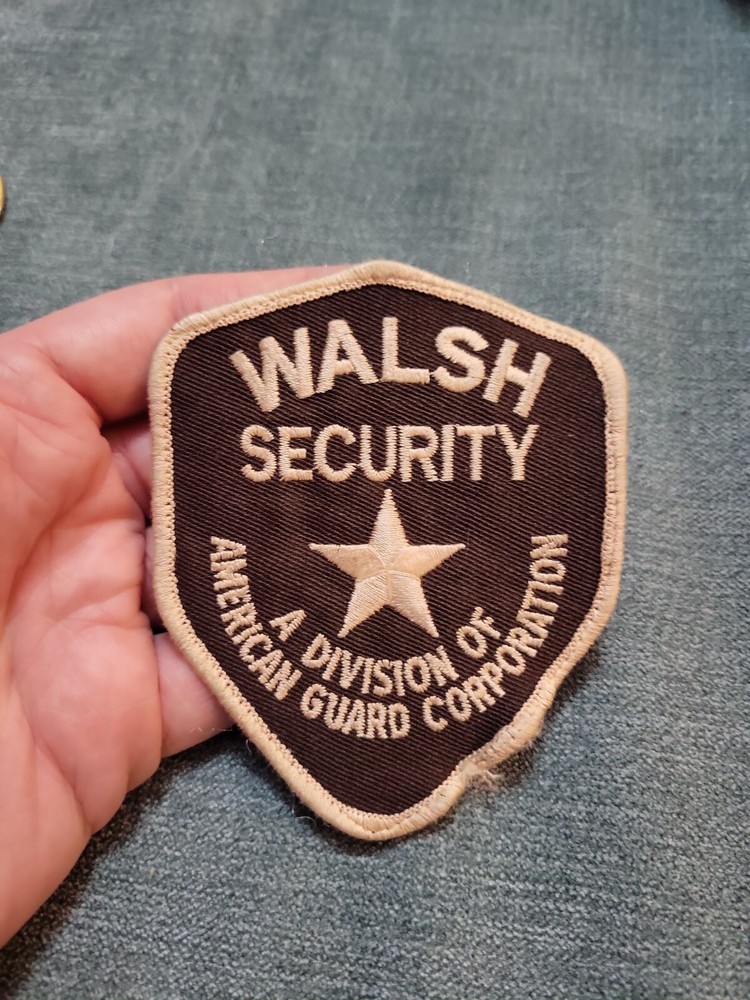 WALSH
SECURITY
A DIVISION OF
AMERICAN GUARD CORPORATION